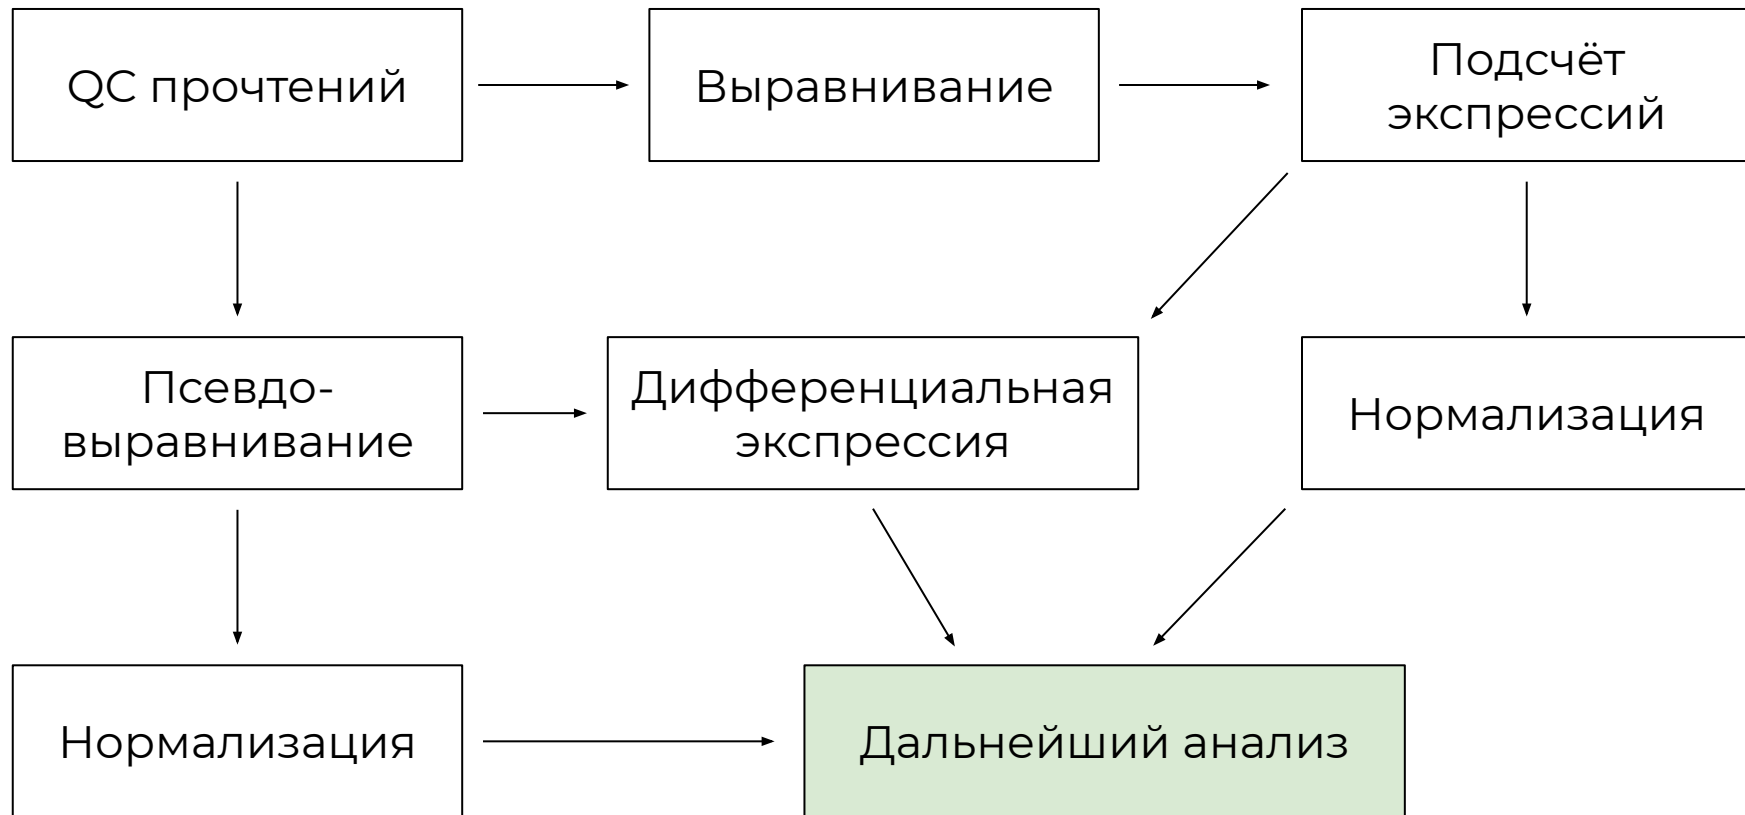 QC прочтений
Выравнивание
Подсчёт
экспрессий
Псевдо-
выравнивание
Дифференциальная
экспрессия
Нормализация
Нормализация
Дальнейший анализ